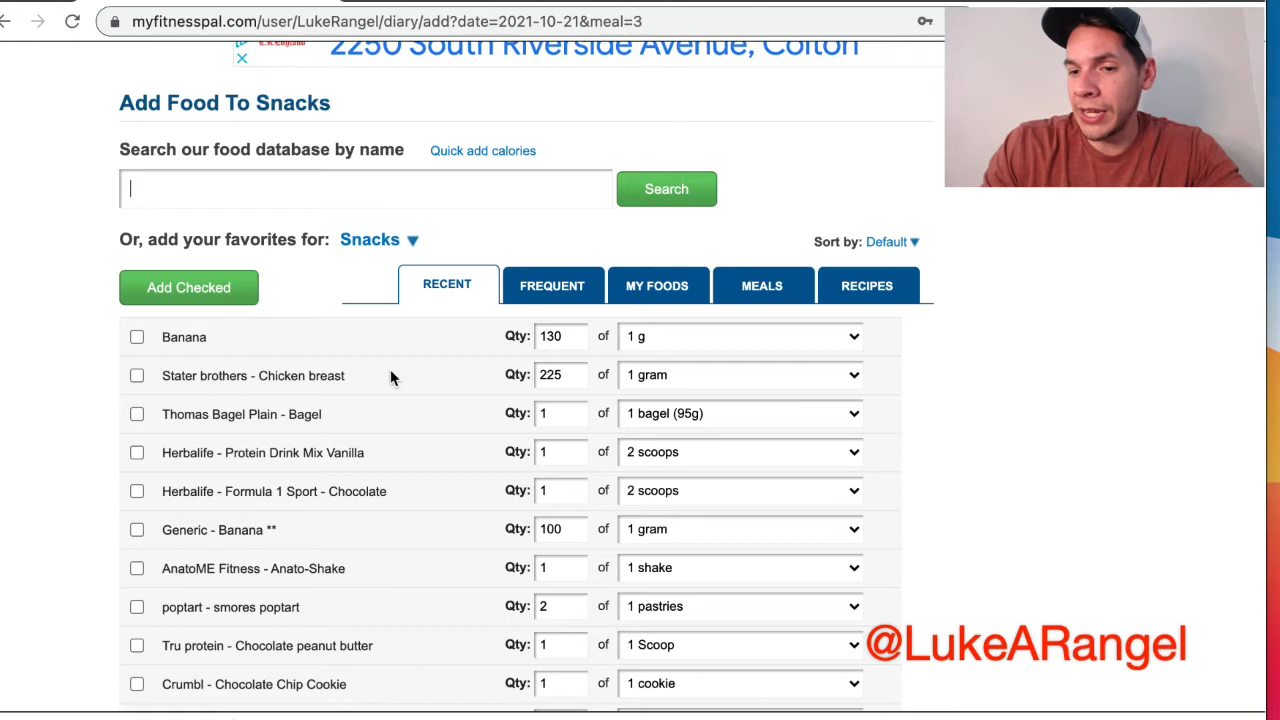 myfitnesspal.com/user/LukeRangel/diary/add?date=2021-10-21&meal=3
2250 South Riverside Avenue, Colton
Add Food To Snacks
Search our food database by name Quick add calories
Search
Or, add your favorites for: Snacks ▼ Sort by: Default ▼
Add Checked RECENT FREQUENT MY FOODS MEALS RECIPES
Banana Qty: 130 of 1 g
Stater brothers - Chicken breast Qty: 225 of 1 gram
Thomas Bagel Plain - Bagel Qty: 1 of 1 bagel (95g)
Herbalife - Protein Drink Mix Vanilla Qty: 1 of 2 scoops
Herbalife - Formula 1 Sport - Chocolate Qty: 1 of 2 scoops
Generic - Banana ** Qty: 100 of 1 gram
AnatoME Fitness - Anato-Shake Qty: 1 of 1 shake
poptart - smores poptart Qty: 2 of 1 pastries
Tru protein - Chocolate peanut butter Qty: 1 of 1 Scoop
@LukeARangel
Crumbl - Chocolate Chip Cookie Qty: 1 of 1 cookie